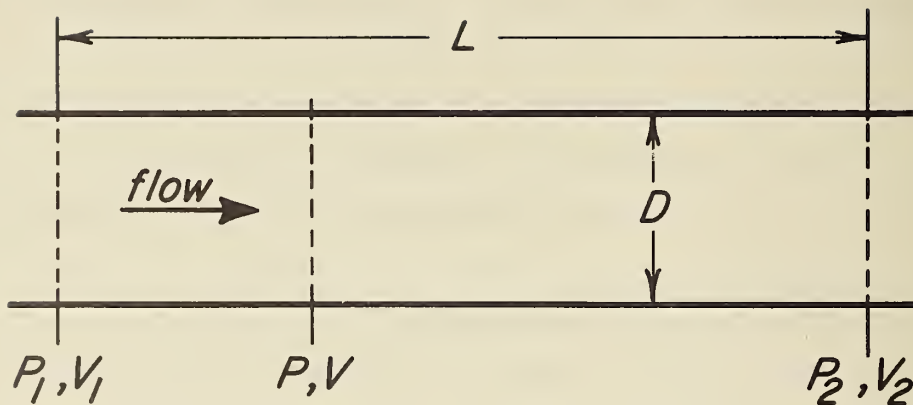 L
flow
D
P₁,V₁
P,V
P₂,V₂